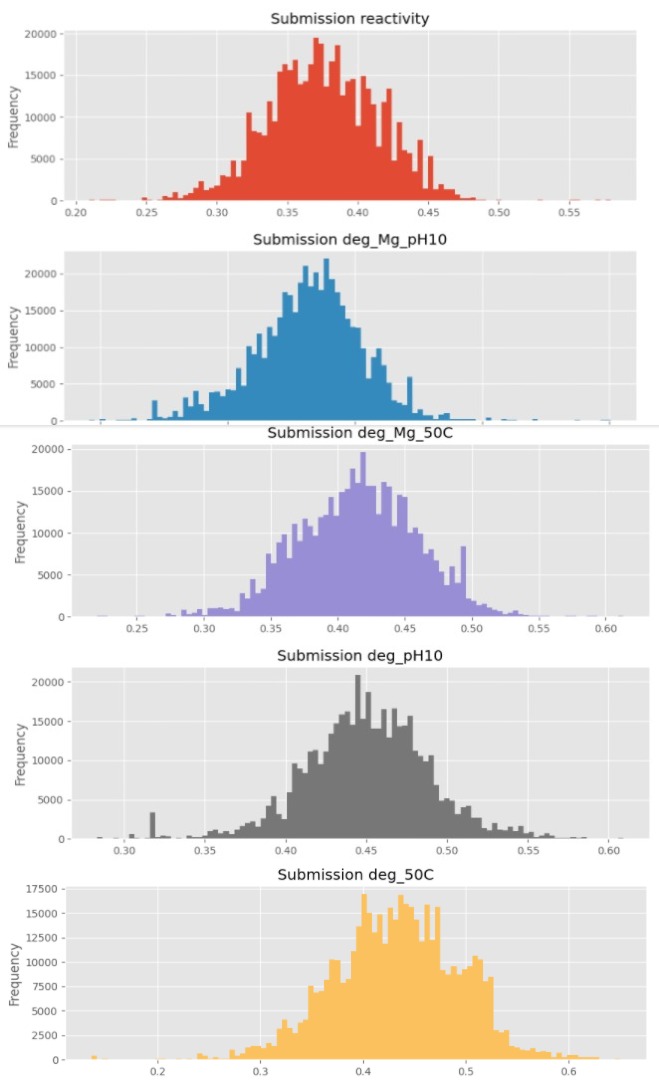 Submission reactivity
20000
15000
10000
5000
0
Frequency
0.20 0.25 0.30 0.35 0.40 0.45 0.50 0.55
Submission deg_Mg_pH10
20000
15000
10000
5000
0
Frequency
Submission deg_Mg_50C
20000
15000
10000
5000
0
Frequency
0.25 0.30 0.35 0.40 0.45 0.50 0.55 0.60
Submission deg_pH10
20000
15000
10000
5000
0
Frequency
0.30 0.35 0.40 0.45 0.50 0.55 0.60
Submission deg_50C
17500
15000
12500
10000
7500
5000
2500
0
Frequency
0.2 0.3 0.4 0.5 0.6